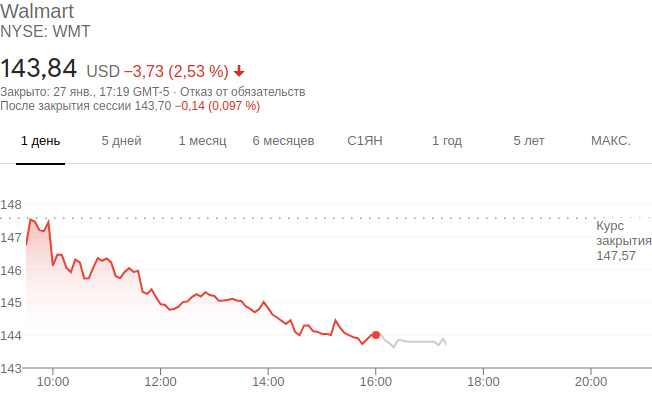 Walmart
NYSE: WMT
143,84 USD −3,73 (2,53 %)
Закрыто: 27 янв., 17:19 GMT-5 · Отказ от обязательств
После закрытия сессии 143,70 −0,14 (0,097 %)
1 день 5 дней 1 месяц 6 месяцев С1ЯН 1 год 5 лет МАКС.
148
Курс
закрытия
147,57
147
146
145
144
143
10:00 12:00 14:00 16:00 18:00 20:00